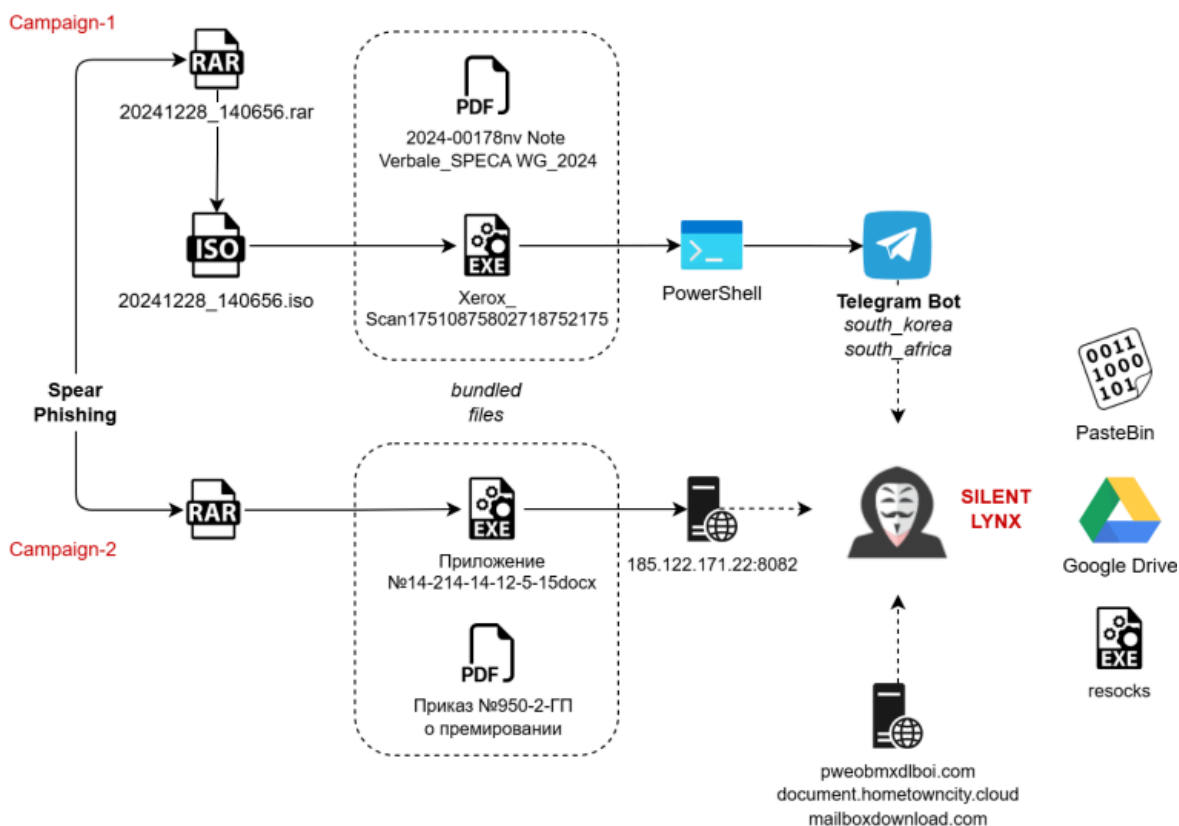 Campaign-1
RAR
20241228_140656.rar
PDF
2024-00178nv Note
Verbale_SPECA WG_2024
ISO
20241228_140656.iso
EXE
Xerox_
Scan17510875802718752175
PowerShell
Telegram Bot
south_korea
south_africa
Spear
Phishing
bundled
files
0011
1000
101
PasteBin
Campaign-2
RAR
EXE
Приложение
№14-214-14-12-5-15docx
185.122.171.22:8082
SILENT
LYNX
Google Drive
PDF
Приказ №950-2-ГП
о премировании
EXE
resocks
pweobmxdlboi.com
document.hometowncity.cloud
mailboxdownload.com